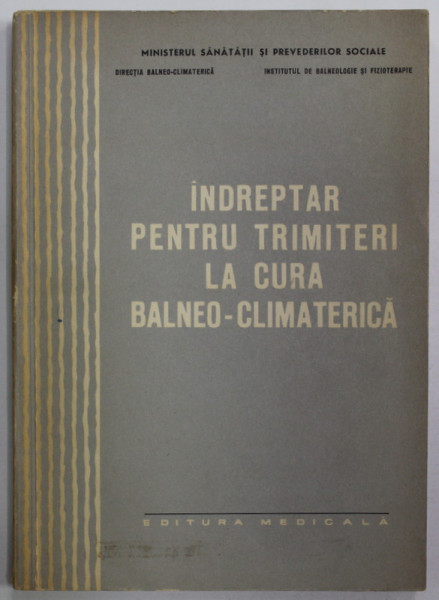 MINISTERUL SĂNĂTĂȚII ȘI PREVEDERILOR SOCIALE
DIRECȚIA BALNEO-CLIMATERICĂ INSTITUTUL DE BALNEOLOGIE ȘI FIZIOTERAPIE
ÎNDREPTAR
PENTRU TRIMITERI
LA CURA
BALNEO-CLIMATERICĂ
EDITURA MEDICALĂ